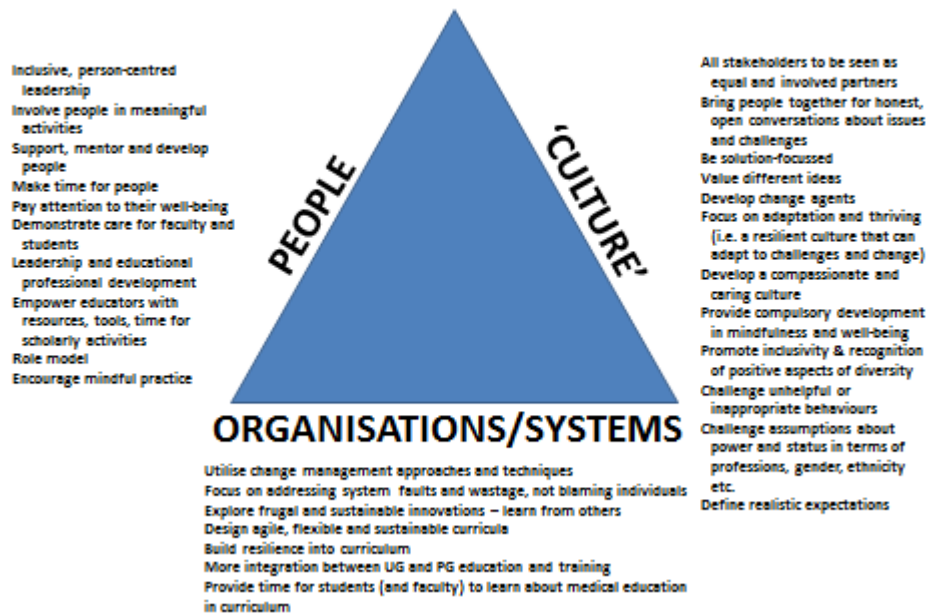 Inclusive, person-centred
leadership
Involve people in meaningful
activities
Support, mentor and develop
people
Make time for people
Pay attention to their well-being
Demonstrate care for faculty and
students
Leadership and educational
professional development
Empower educators with
resources, tools, time for
scholarly activities
Role model
Encourage mindful practice
PEOPLE
'CULTURE'
All stakeholders to be seen as
equal and involved partners
Bring people together for honest,
open conversations about issues
and challenges
Be solution-focussed
Value different ideas
Develop change agents
Focus on adaptation and thriving
(i.e. a resilient culture that can
adapt to challenges and change)
Develop a compassionate and
caring culture
Provide compulsory development
in mindfulness and well-being
Promote inclusivity & recognition
of positive aspects of diversity
Challenge unhelpful or
inappropriate behaviours
Challenge assumptions about
power and status in terms of
professions, gender, ethnicity
etc.
Define realistic expectations
ORGANISATIONS/SYSTEMS
Utilise change management approaches and techniques
Focus on addressing system faults and wastage, not blaming individuals
Explore frugal and sustainable innovations – learn from others
Design agile, flexible and sustainable curricula
Build resilience into curriculum
More integration between UG and PG education and training
Provide time for students (and faculty) to learn about medical education
in curriculum